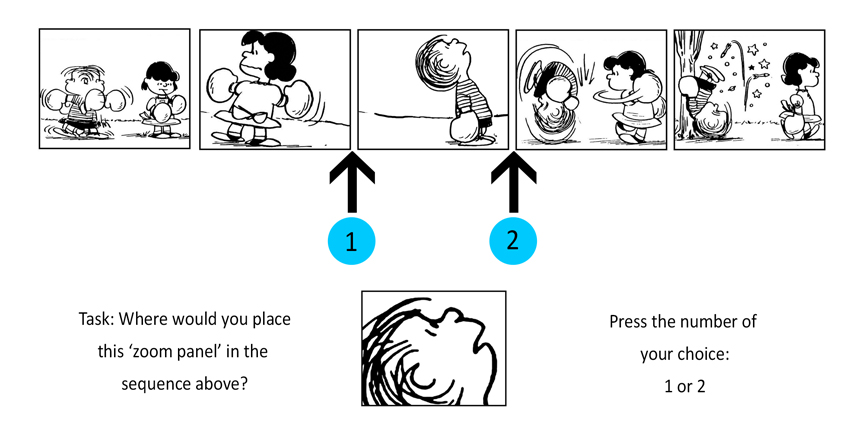 1
2
Task: Where would you place
this ‘zoom panel’ in the
sequence above?
Press the number of
your choice:
1 or 2